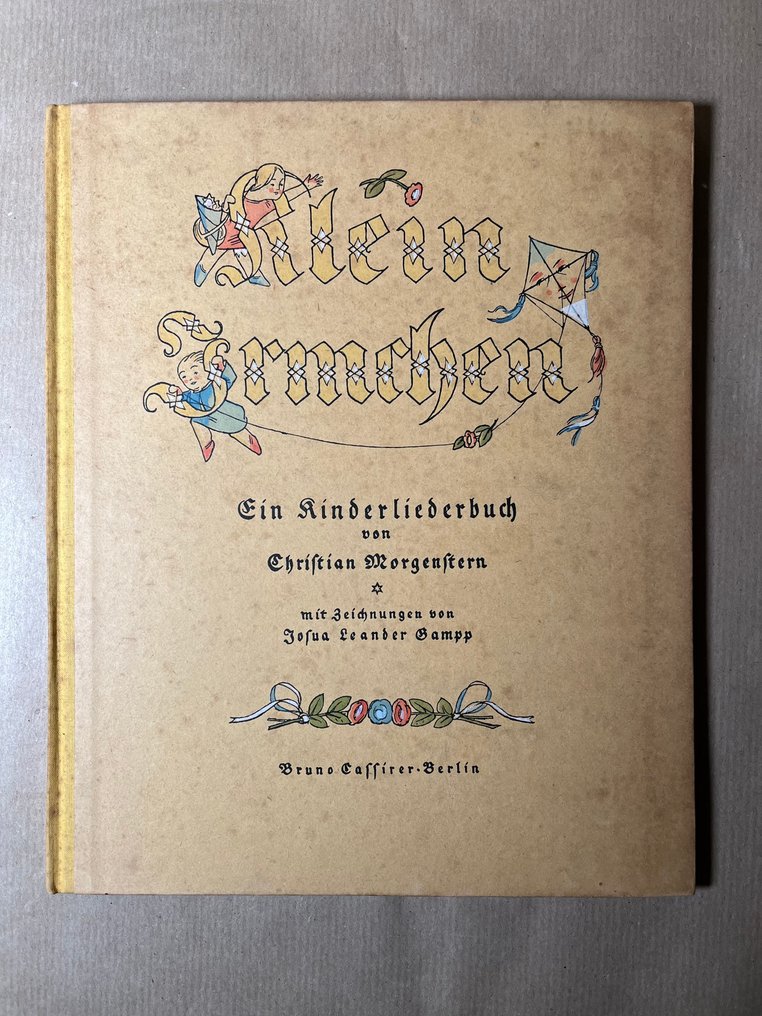 Klein
Irmchen
Ein Kinderliederbuch
von
Chriſtian Morgenſtern
mit Zeichnungen von
Joſua Leander Gampp
Bruno Caſſirer·Berlin